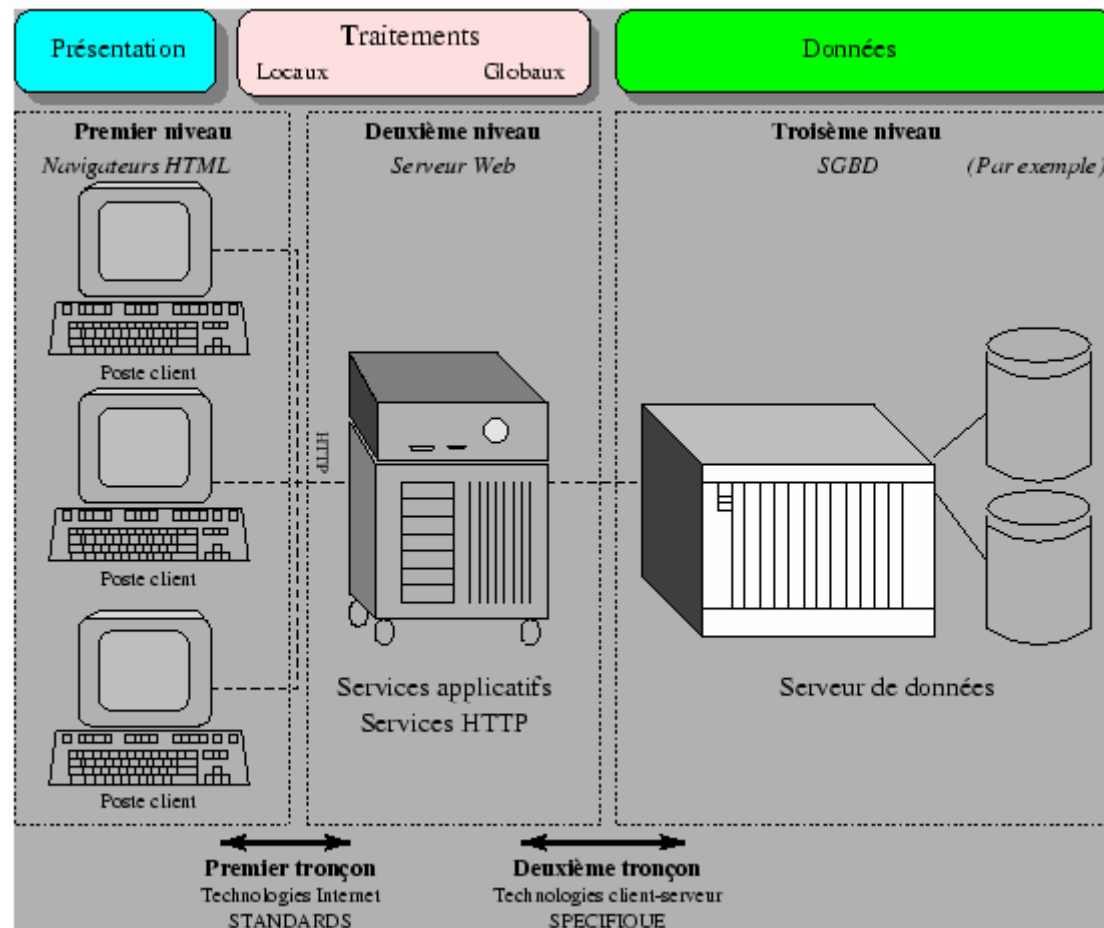 Présentation
Traitements
Locaux Globaux
Données
Premier niveau
Navigateurs HTML
Deuxième niveau
Serveur Web
Troisème niveau
SGBD (Par exemple)
Poste client
HTTP
Poste client
Poste client
Services applicatifs
Services HTTP
Serveur de données
Premier tronçon
Technologies Internet
STANDARDS
Deuxième tronçon
Technologies client-serveur
SPECIFIQUE